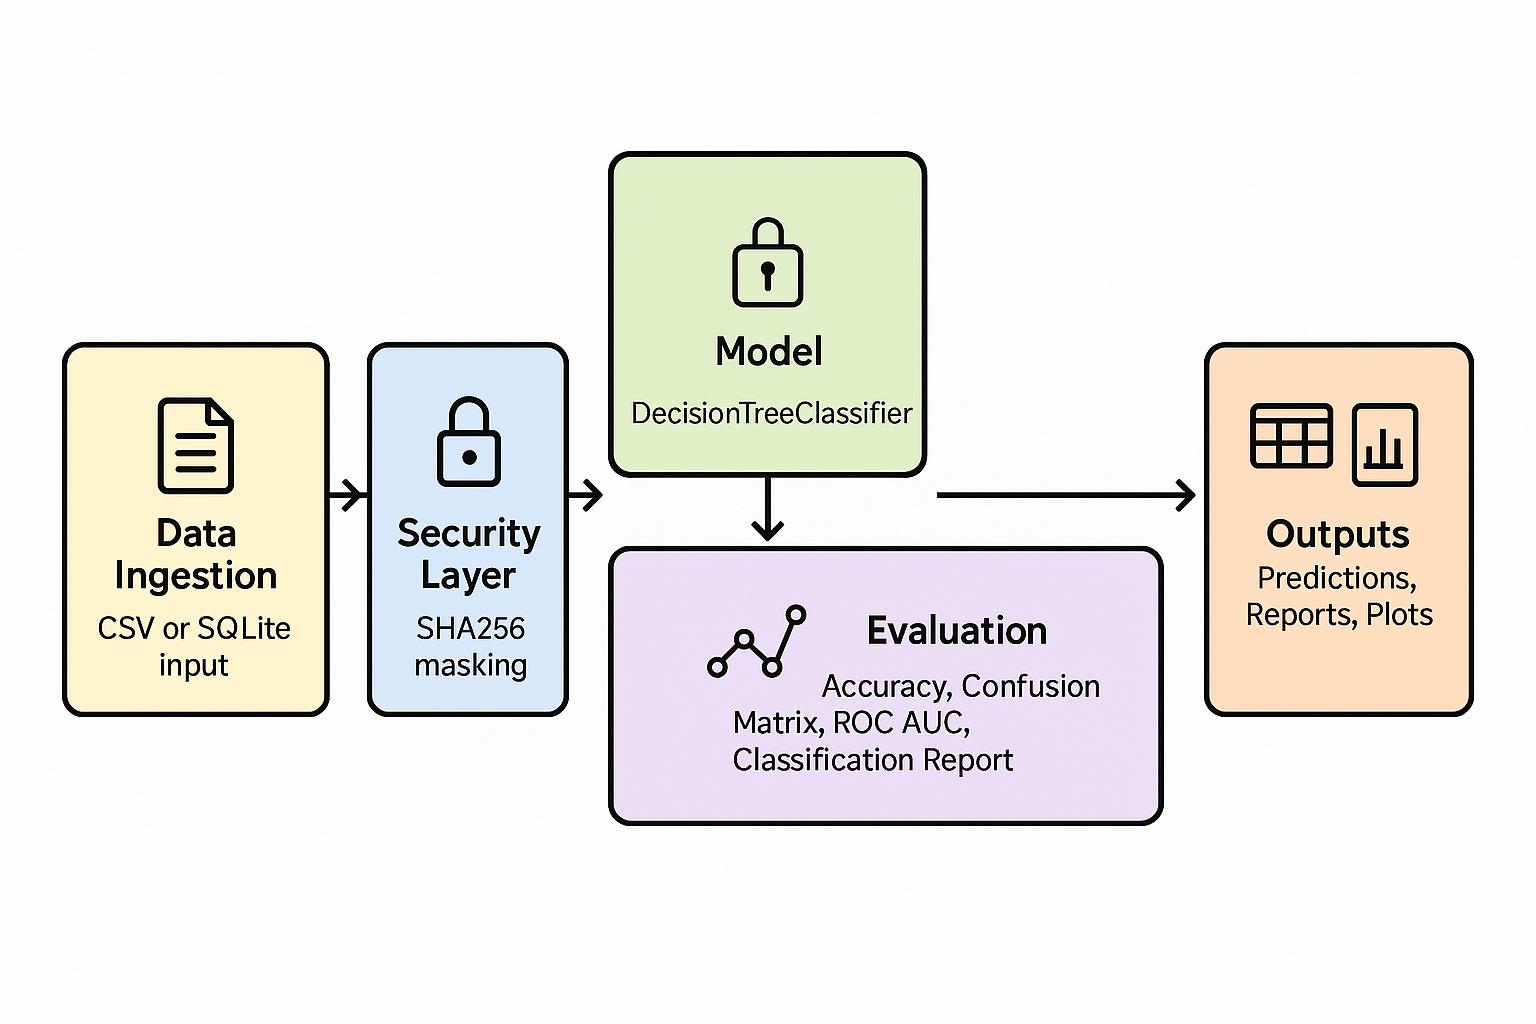 Data
Ingestion
CSV or SQLite
input
Security
Layer
SHA256
masking
Model
DecisionTreeClassifier
Evaluation
Accuracy, Confusion
Matrix, ROC AUC,
Classification Report
Outputs
Predictions,
Reports, Plots